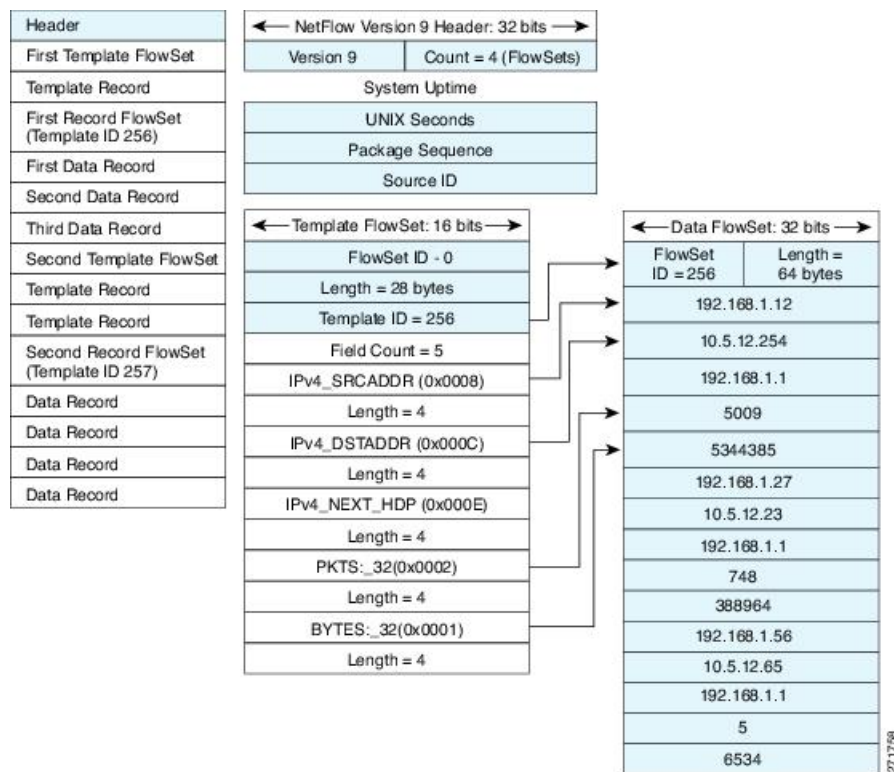 Header
First Template FlowSet
Template Record
First Record FlowSet
(Template ID 256)
First Data Record
Second Data Record
Third Data Record
Second Template FlowSet
Template Record
Template Record
Second Record FlowSet
(Template ID 257)
Data Record
Data Record
Data Record
Data Record
NetFlow Version 9 Header: 32 bits
Version 9
Count = 4 (FlowSets)
System Uptime
UNIX Seconds
Package Sequence
Source ID
Template FlowSet: 16 bits
FlowSet ID - 0
Length = 28 bytes
Template ID = 256
Field Count = 5
IPv4_SRCADDR (0x0008)
Length = 4
IPv4_DSTADDR (0x000C)
Length = 4
IPv4_NEXT_HDP (0x000E)
Length = 4
PKTS:_32(0x0002)
Length = 4
BYTES:_32(0x0001)
Length = 4
Data FlowSet: 32 bits
FlowSet
ID = 256
Length =
64 bytes
192.168.1.12
10.5.12.254
192.168.1.1
5009
5344385
192.168.1.27
10.5.12.23
192.168.1.1
748
388964
192.168.1.56
10.5.12.65
192.168.1.1
5
6534